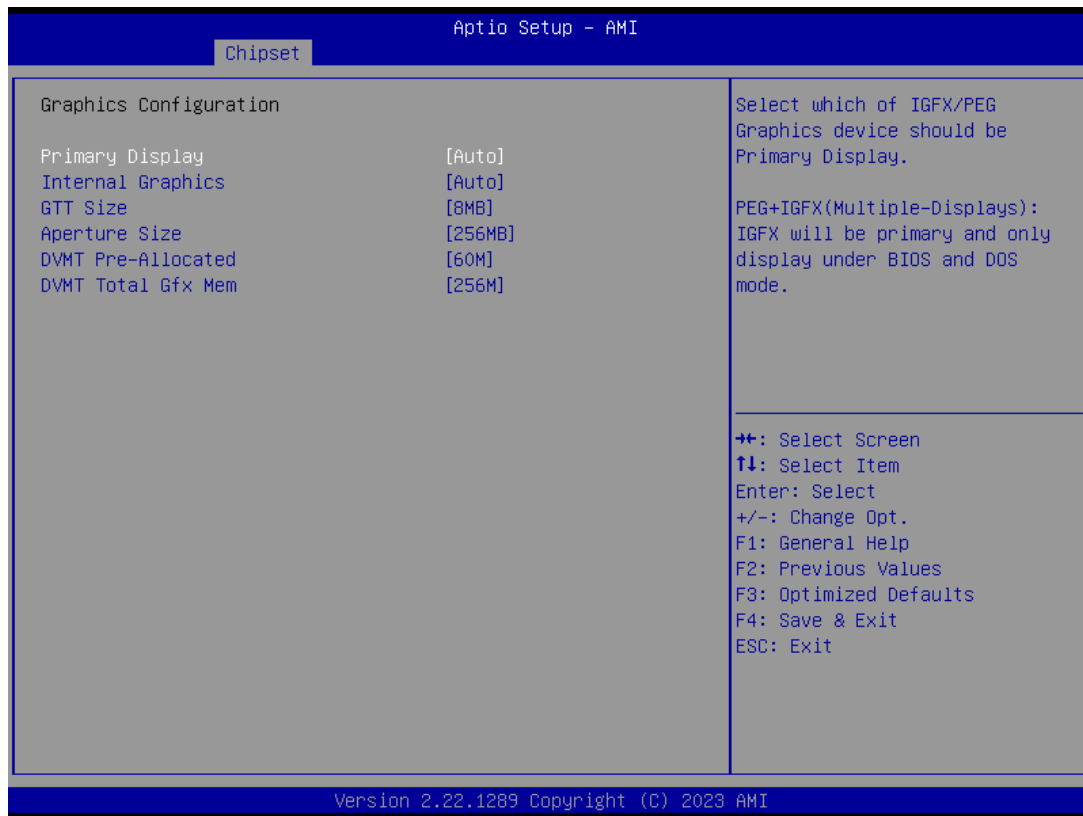 Aptio Setup – AMI
Chipset
Graphics Configuration
Primary Display [Auto]
Internal Graphics [Auto]
GTT Size [8MB]
Aperture Size [256MB]
DVMT Pre-Allocated [60M]
DVMT Total Gfx Mem [256M]
Select which of IGFX/PEG
Graphics device should be
Primary Display.
PEG+IGFX(Multiple-Displays):
IGFX will be primary and only
display under BIOS and DOS
mode.
→←: Select Screen
↑↓: Select Item
Enter: Select
+/-: Change Opt.
F1: General Help
F2: Previous Values
F3: Optimized Defaults
F4: Save & Exit
ESC: Exit
Version 2.22.1289 Copyright (C) 2023 AMI